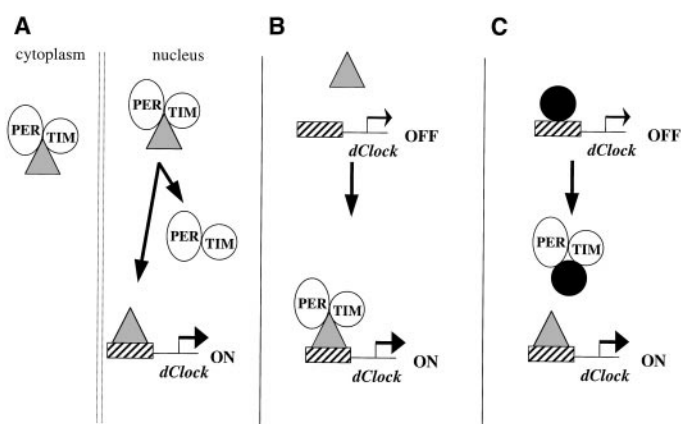 A
cytoplasm
nucleus
PER
TIM
PER
TIM
PER
TIM
dClock
ON
B
dClock
OFF
PER
TIM
dClock
ON
C
dClock
OFF
PER
TIM
dClock
ON